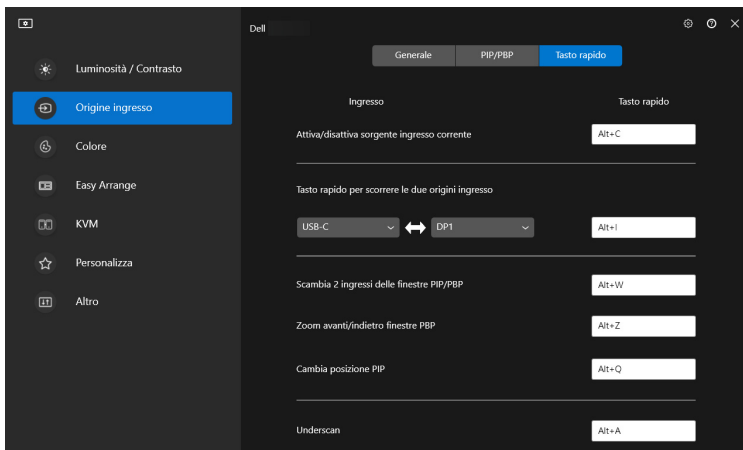 Dell
Generale
PIP/PBP
Tasto rapido
Luminosità / Contrasto
Origine ingresso
Colore
Easy Arrange
KVM
Personalizza
Altro
Ingresso
Tasto rapido
Attiva/disattiva sorgente ingresso corrente
Alt+C
Tasto rapido per scorrere le due origini ingresso
USB-C
DP1
Alt+I
Scambia 2 ingressi delle finestre PIP/PBP
Alt+W
Zoom avanti/indietro finestre PBP
Alt+Z
Cambia posizione PIP
Alt+Q
Underscan
Alt+A